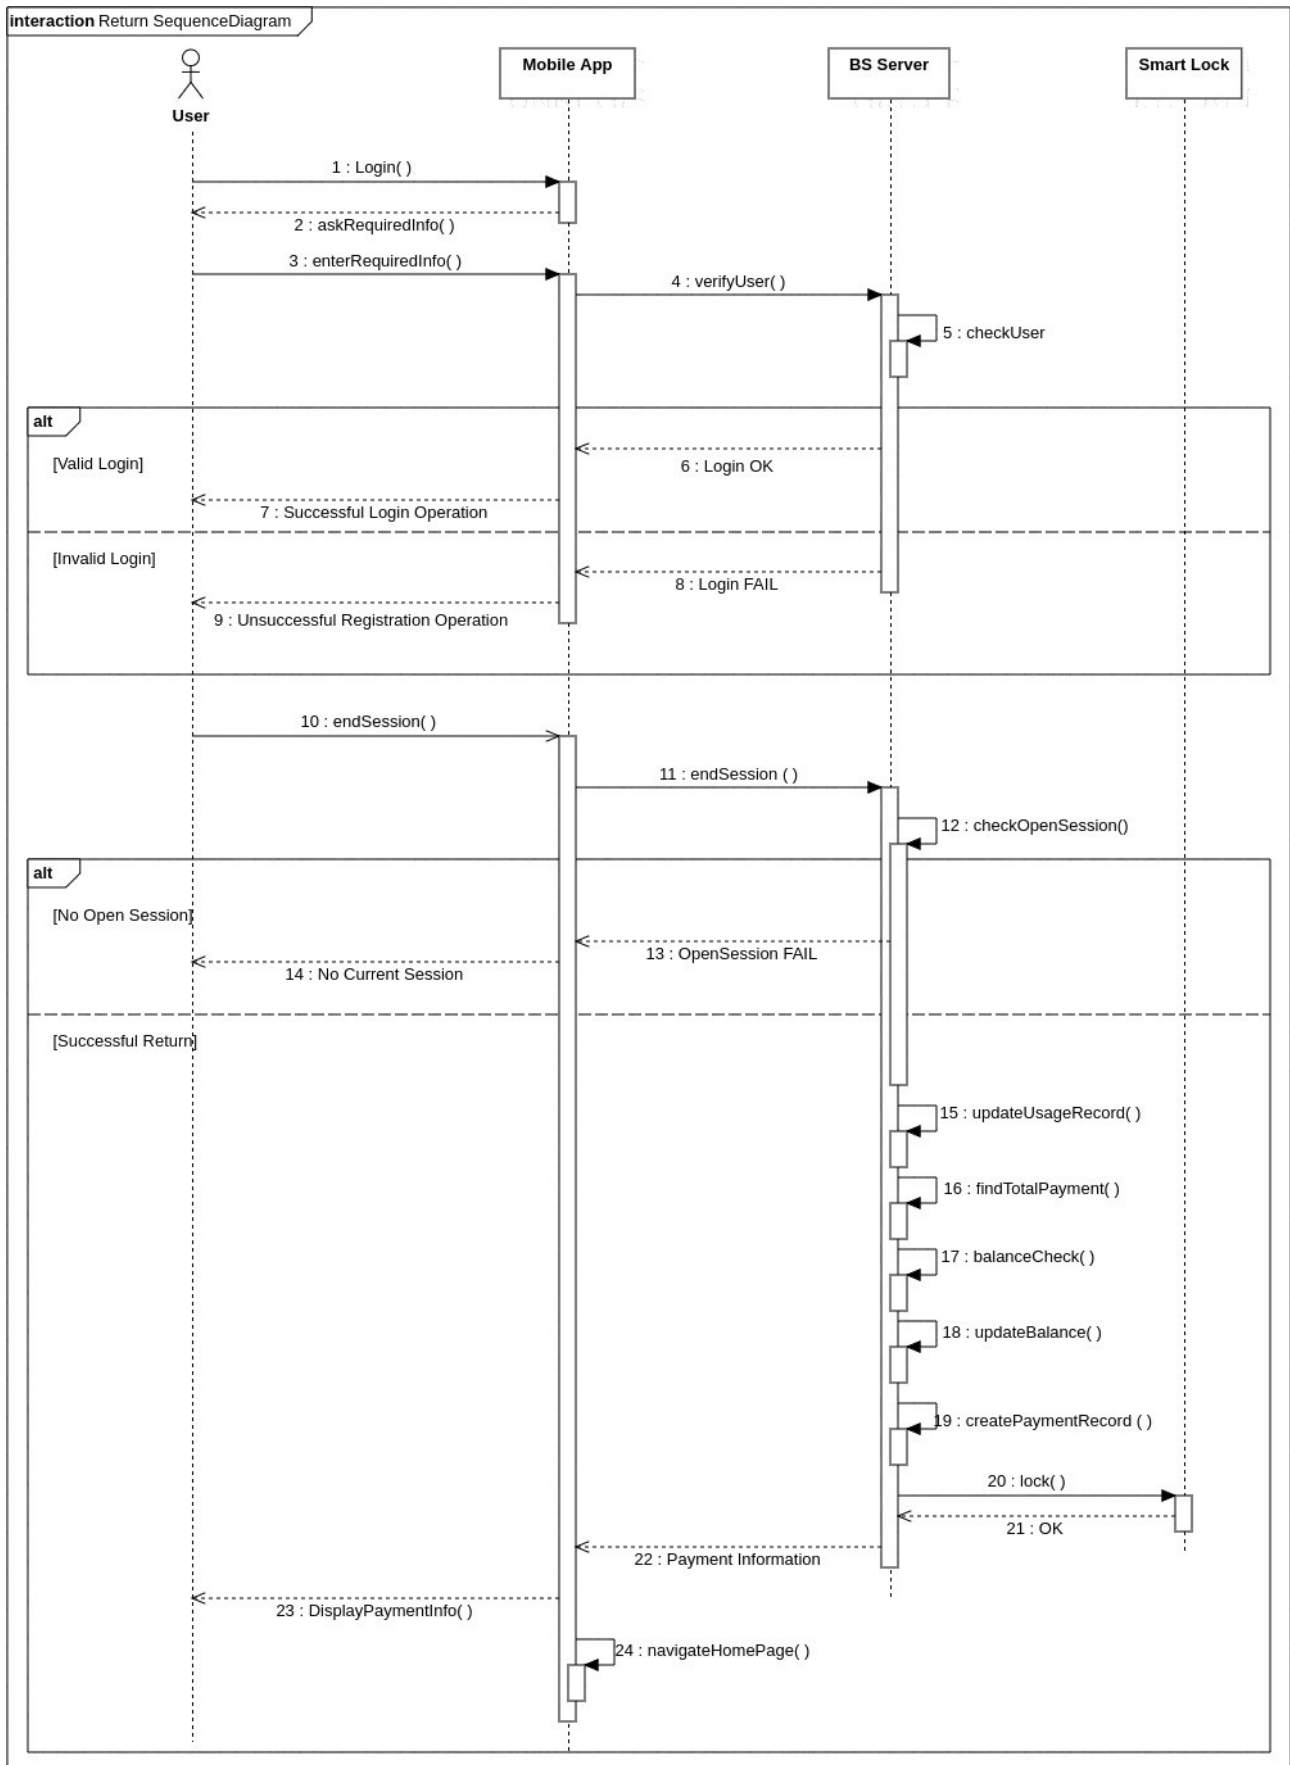 interaction Return SequenceDiagram
Mobile App
BS Server
Smart Lock
User
1 : Login( )
2 : askRequiredInfo( )
3 : enterRequiredInfo( )
4 : verifyUser( )
5 : checkUser
alt
[Valid Login]
6 : Login OK
7 : Successful Login Operation
[Invalid Login]
8 : Login FAIL
9 : Unsuccessful Registration Operation
10 : endSession( )
11 : endSession ( )
12 : checkOpenSession()
alt
[No Open Session]
13 : OpenSession FAIL
14 : No Current Session
[Successful Return]
15 : updateUsageRecord( )
16 : findTotalPayment( )
17 : balanceCheck( )
18 : updateBalance( )
19 : createPaymentRecord ( )
20 : lock( )
21 : OK
22 : Payment Information
23 : DisplayPaymentInfo( )
24 : navigateHomePage( )